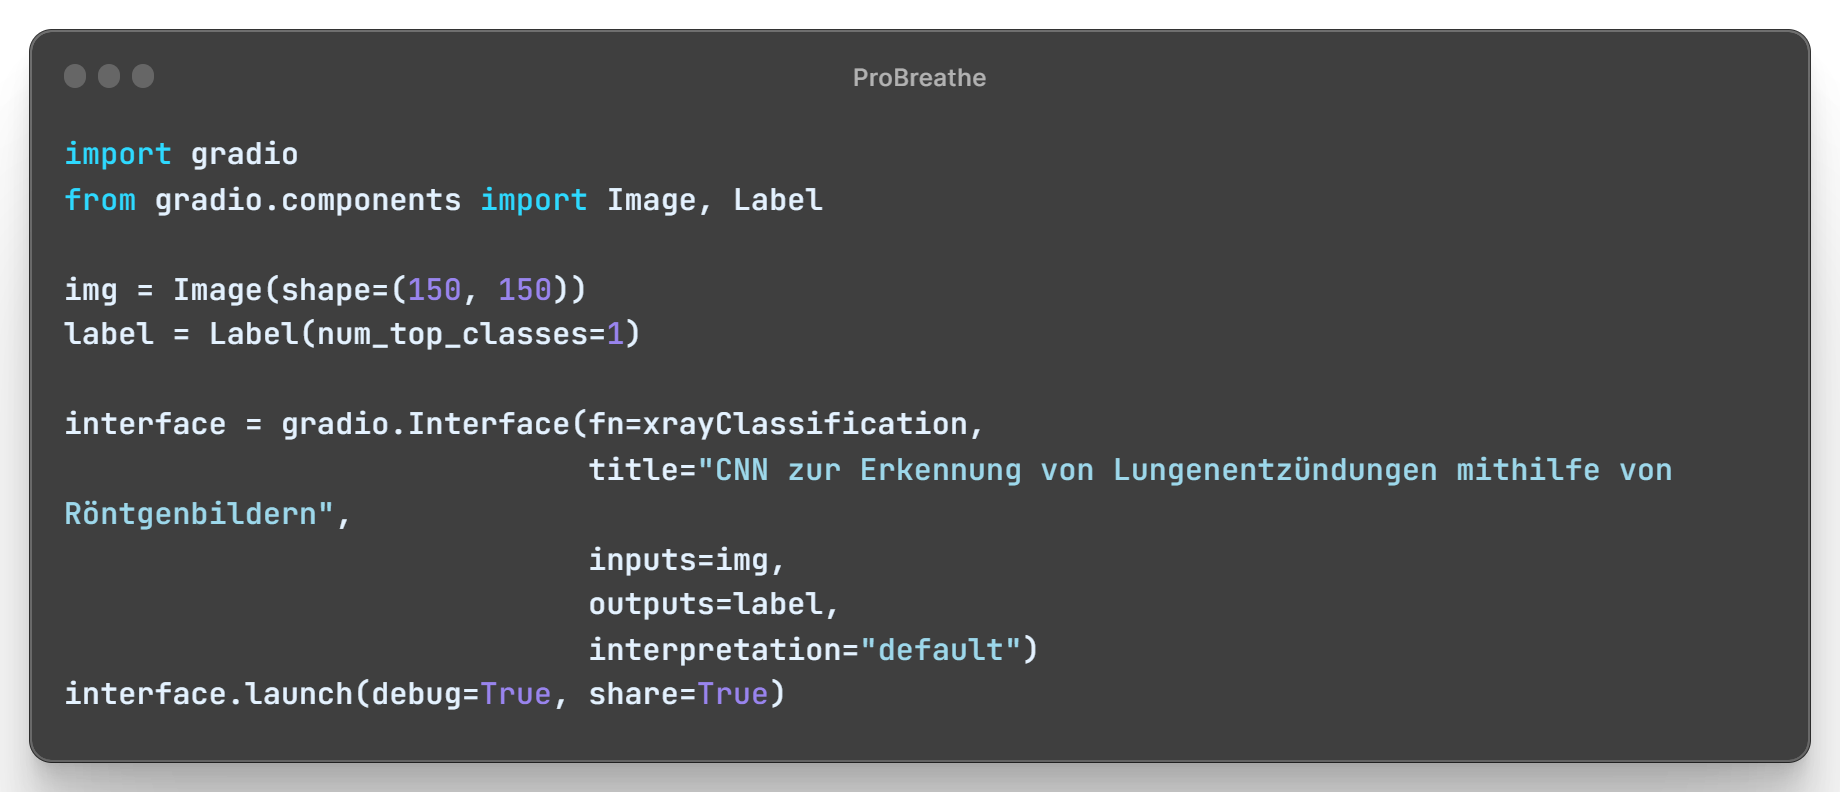 ProBreathe
import gradio
from gradio.components import Image, Label
img = Image(shape=(150, 150))
label = Label(num_top_classes=1)
interface = gradio.Interface(fn=xrayClassification,
title="CNN zur Erkennung von Lungenentzündungen mithilfe von
Röntgenbildern",
inputs=img,
outputs=label,
interpretation="default")
interface.launch(debug=True, share=True)